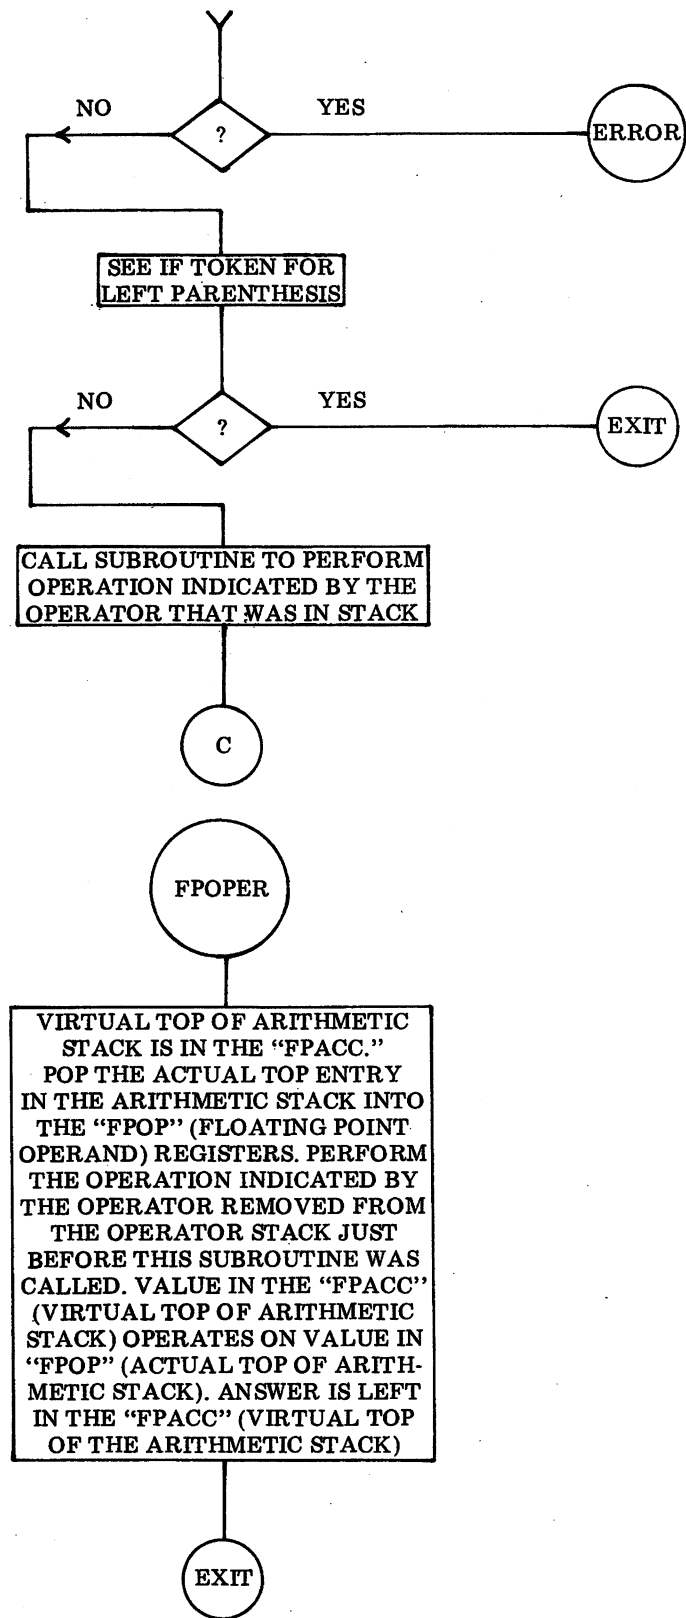 NO
YES
?
ERROR
SEE IF TOKEN FOR
LEFT PARENTHESIS
NO
YES
?
EXIT
CALL SUBROUTINE TO PERFORM
OPERATION INDICATED BY THE
OPERATOR THAT WAS IN STACK
C
FPOPER
VIRTUAL TOP OF ARITHMETIC
STACK IS IN THE “FPACC.”
POP THE ACTUAL TOP ENTRY
IN THE ARITHMETIC STACK INTO
THE “FPOP” (FLOATING POINT
OPERAND) REGISTERS. PERFORM
THE OPERATION INDICATED BY
THE OPERATOR REMOVED FROM
THE OPERATOR STACK JUST
BEFORE THIS SUBROUTINE WAS
CALLED. VALUE IN THE “FPACC”
(VIRTUAL TOP OF ARITHMETIC
STACK) OPERATES ON VALUE IN
“FPOP” (ACTUAL TOP OF ARITH-
METIC STACK). ANSWER IS LEFT
IN THE “FPACC” (VIRTUAL TOP
OF THE ARITHMETIC STACK)
EXIT